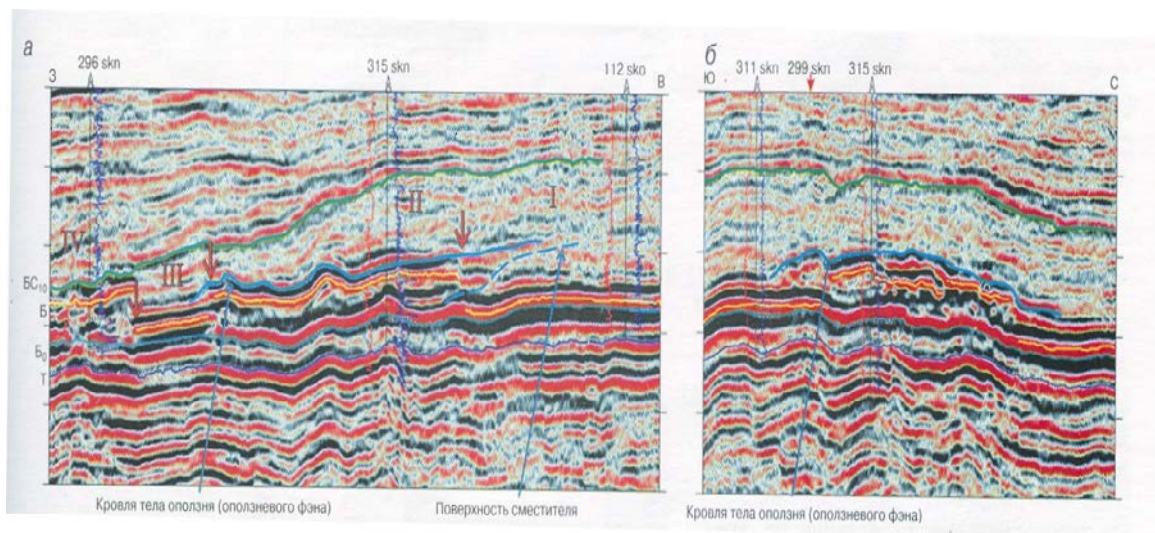 а
296 skn
315 skn
112 skn
З
В
I
II
III
IV
БС₁₀
Б
Б₀
Т
Кровля тела оползня (оползневого фэна)
Поверхность сместителя
б
311 skn
299 skn
315 skn
Ю
С
Кровля тела оползня (оползневого фэна)